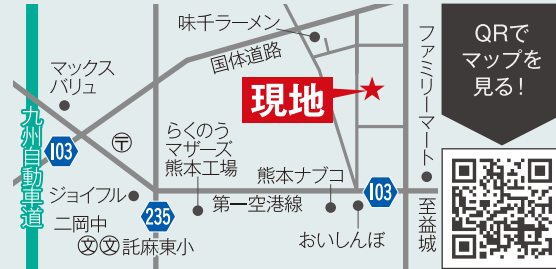 味千ラーメン
国体道路
マックス
バリュ
現地
ファミリーマート
QRで
マップを
見る!
九州自動車道
103
〒
らくのう
マザーズ
熊本工場
熊本ナブコ
103
ジョイフル
235
第一空港線
至益城
二岡中
文文託麻東小
おいしんぼ